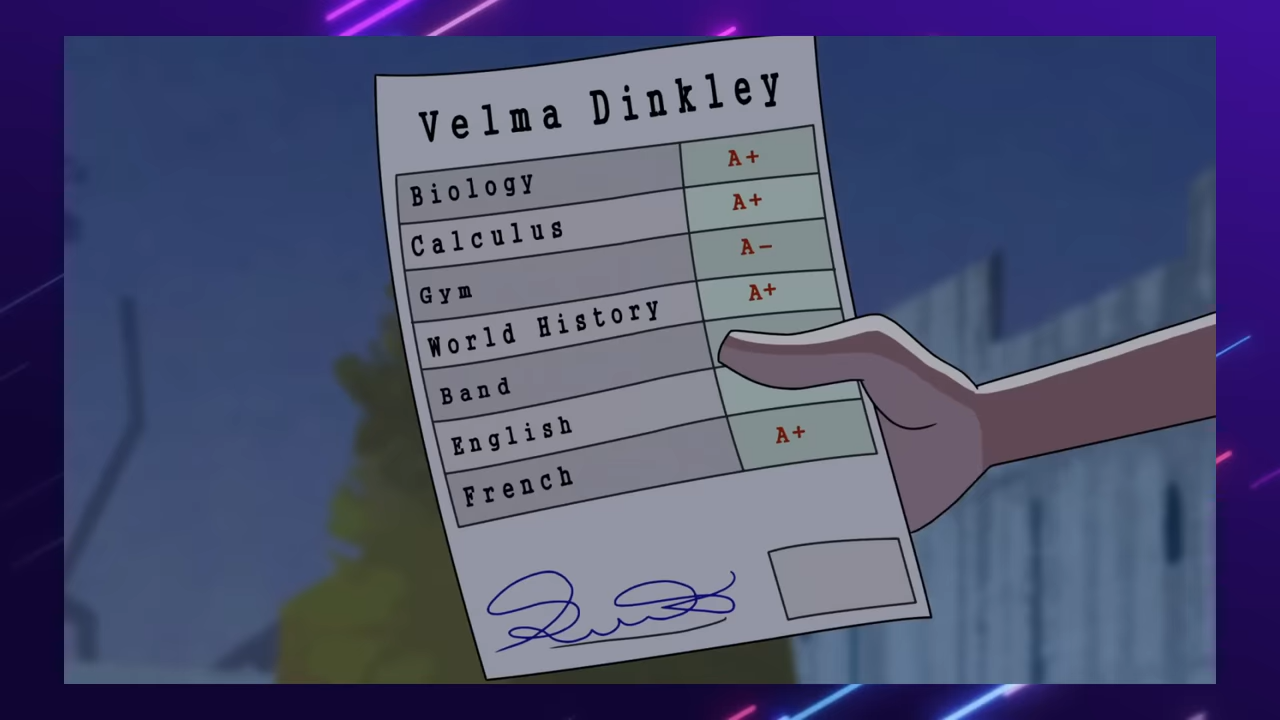 Velma Dinkley
Biology A+
Calculus A+
Gym A-
World History A+
Band
English
French A+